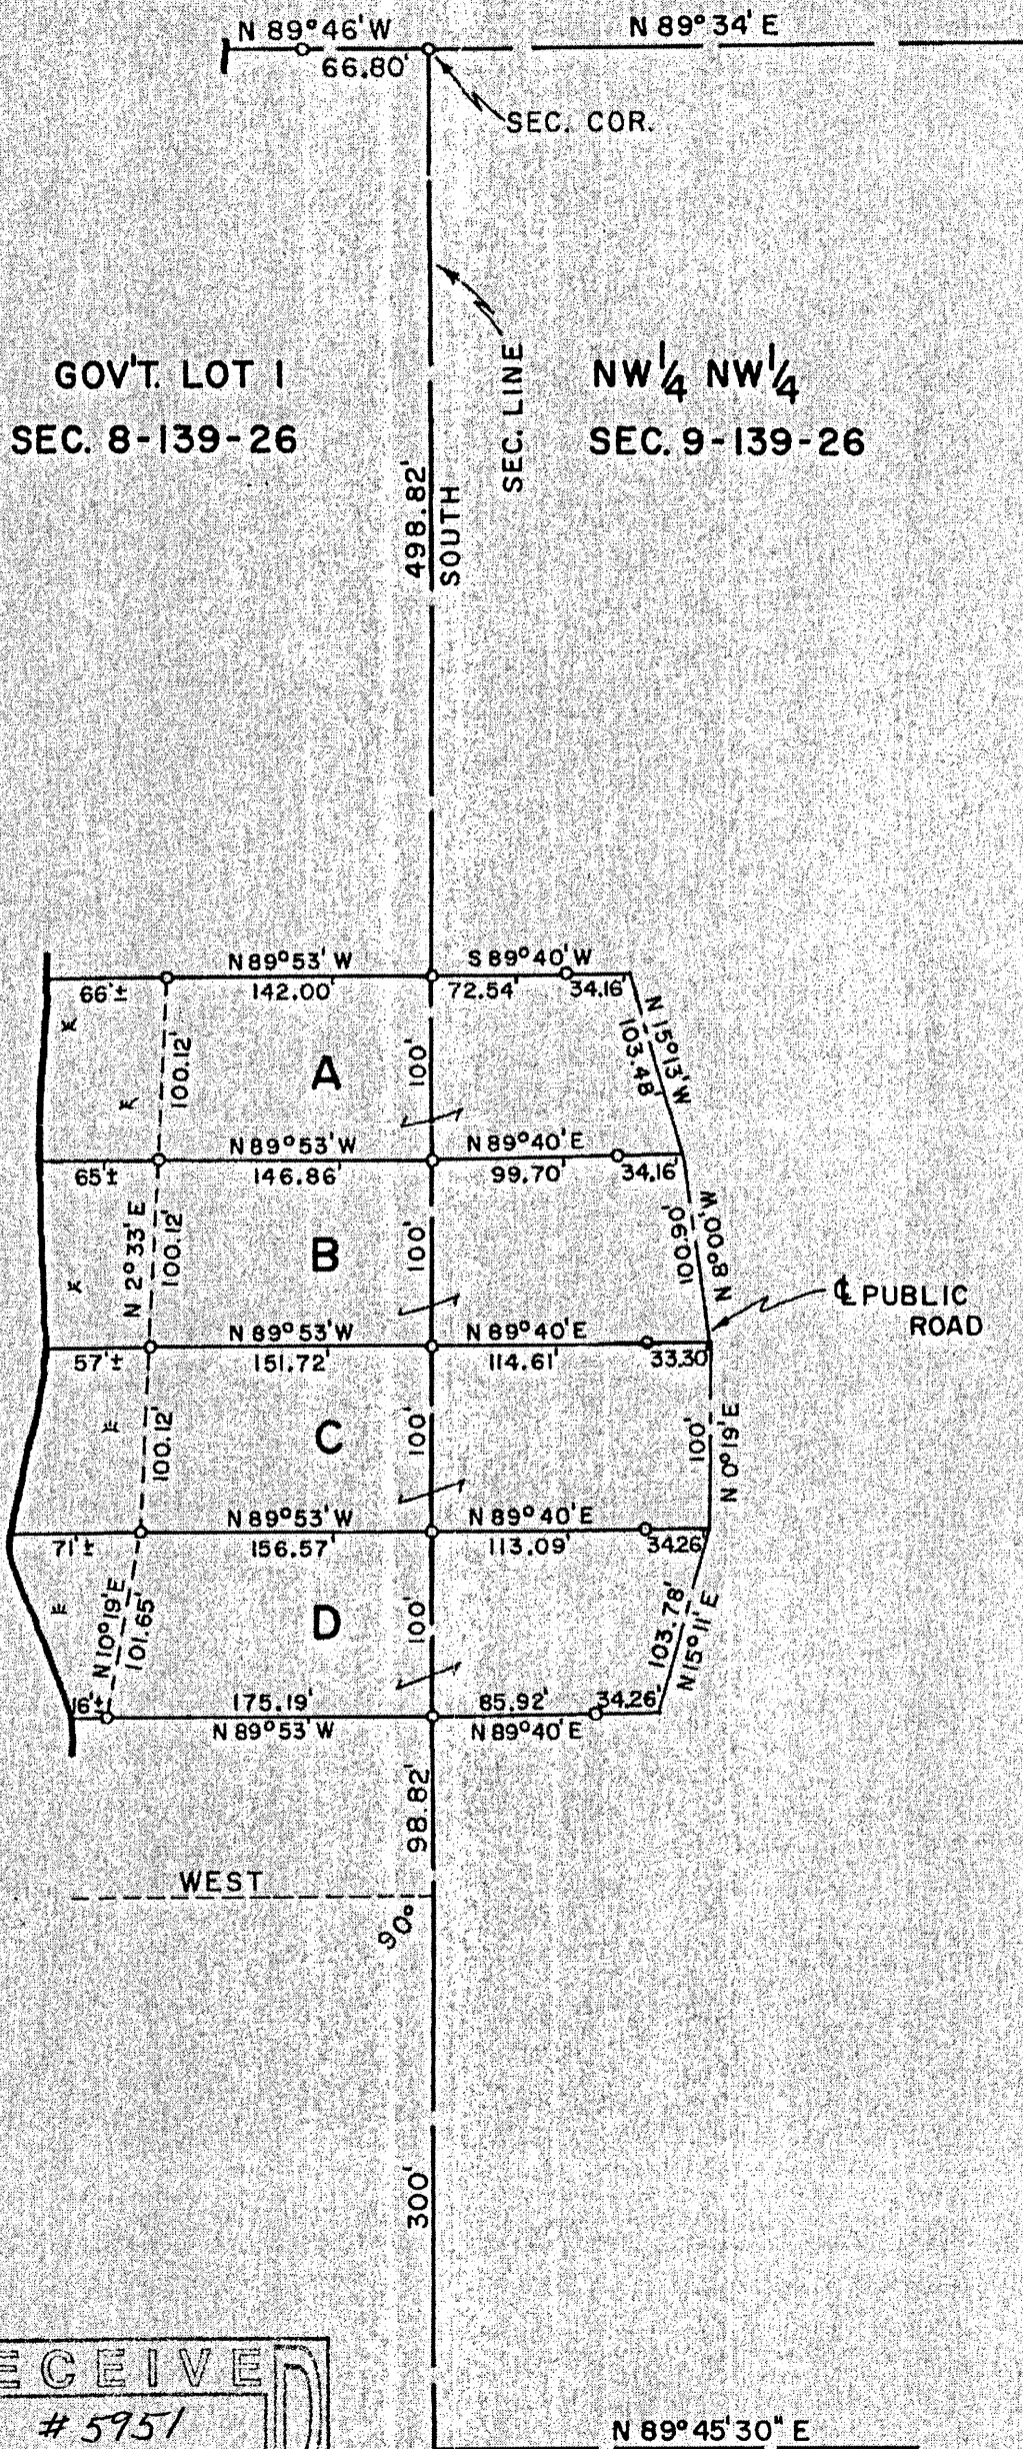 N 89°46' W
N 89°34' E
66.80'
SEC. COR.
SEC. LINE
GOV'T. LOT 1
SEC. 8-139-26
NW 1/4 NW 1/4
SEC. 9-139-26
498.82'
SOUTH
N 89°53' W
S 89°40' W
66'±
142.00'
72.54'
34.16'
N 15°13' W
103.48'
100.12'
A
100'
N 89°53' W
N 89°40' E
65'±
146.86'
99.70'
34.16'
N 2°33' E
100.12'
B
100'
100.90'
N 8°00' W
℄ PUBLIC
ROAD
N 89°53' W
N 89°40' E
57'±
151.72'
114.61'
33.30'
100.12'
C
100'
100'
N 0°19' E
N 89°53' W
N 89°40' E
71'±
156.57'
113.09'
34.26'
N 10°19' E
101.65'
D
100'
103.78'
N 15°11' E
16'±
175.19'
85.92'
34.26'
N 89°53' W
N 89°40' E
98.82'
WEST
90°
300'
ECEIVE D
# 5951
N 89°45'30" E